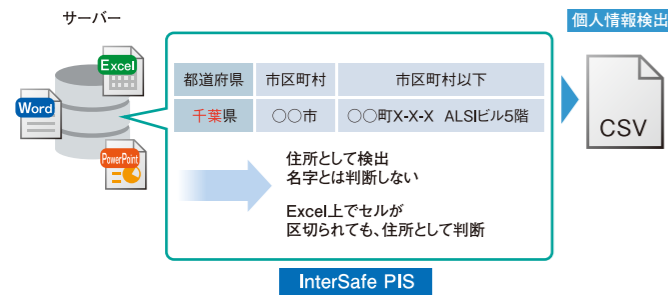 サーバー
個人情報検出
Excel
Word
PowerPoint
都道府県 市区町村 市区町村以下
千葉県 ○○市 ○○町X-X-X ALSIビル5階
CSV
住所として検出
名字とは判断しない
Excel上でセルが
区切られても、住所として判断
InterSafe PIS